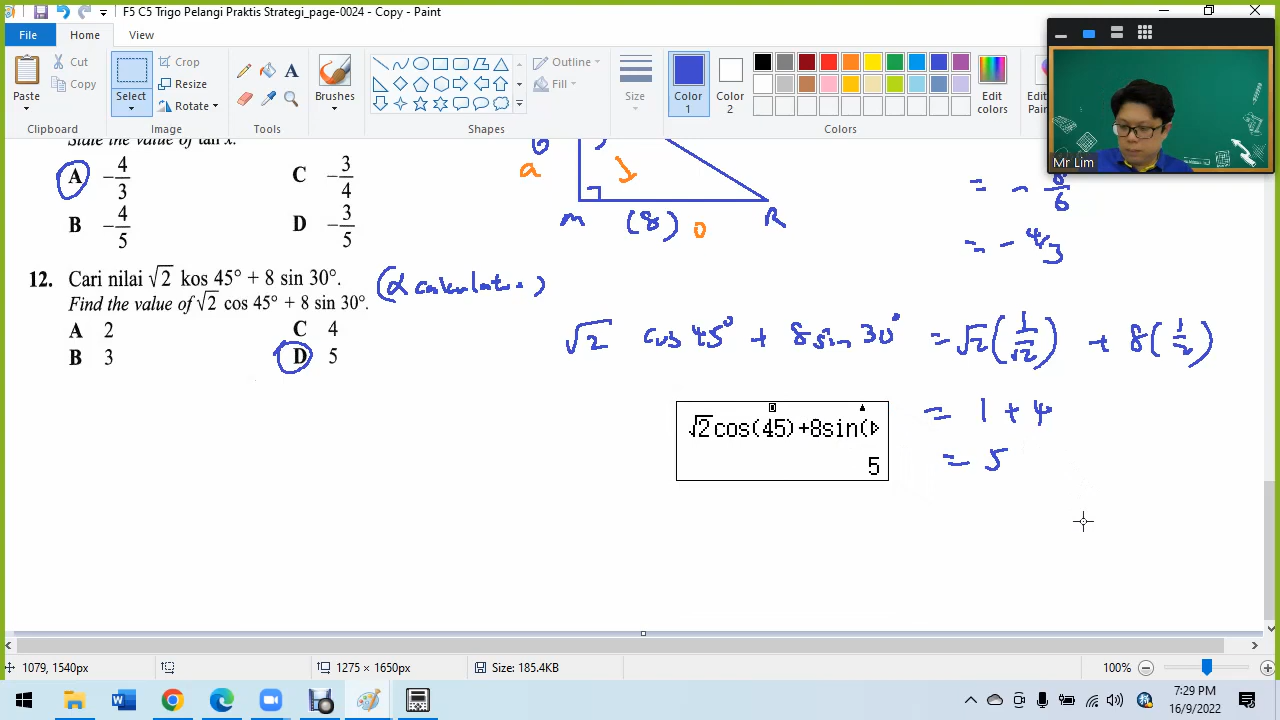 F5 C5 Trigo Pelangi Praktis Strategi_page-0024 - Copy - Paint
File Home View
Paste Cut Copy Clipboard
Select Crop Resize Rotate Image
Tools
Brushes
Outline Fill Shapes
Size
Color 1 Color 2
Edit colors Colors
Mr Lim
State the value of tan x.
A −4/3 C −3/4
B −4/5 D −3/5
a 1
M (8) o R
= - 8/6
= - 4/3
12. Cari nilai √2 kos 45° + 8 sin 30°.
Find the value of √2 cos 45° + 8 sin 30°.
A 2 C 4
B 3 D 5
√2 cos 45° + 8 sin 30° = √2(1/√2) + 8(1/2)
= 1 + 4
= 5
√2cos(45)+8sin(
5
1079, 1540px 1275 × 1650px Size: 185.4KB 100%
7:29 PM
16/9/2022